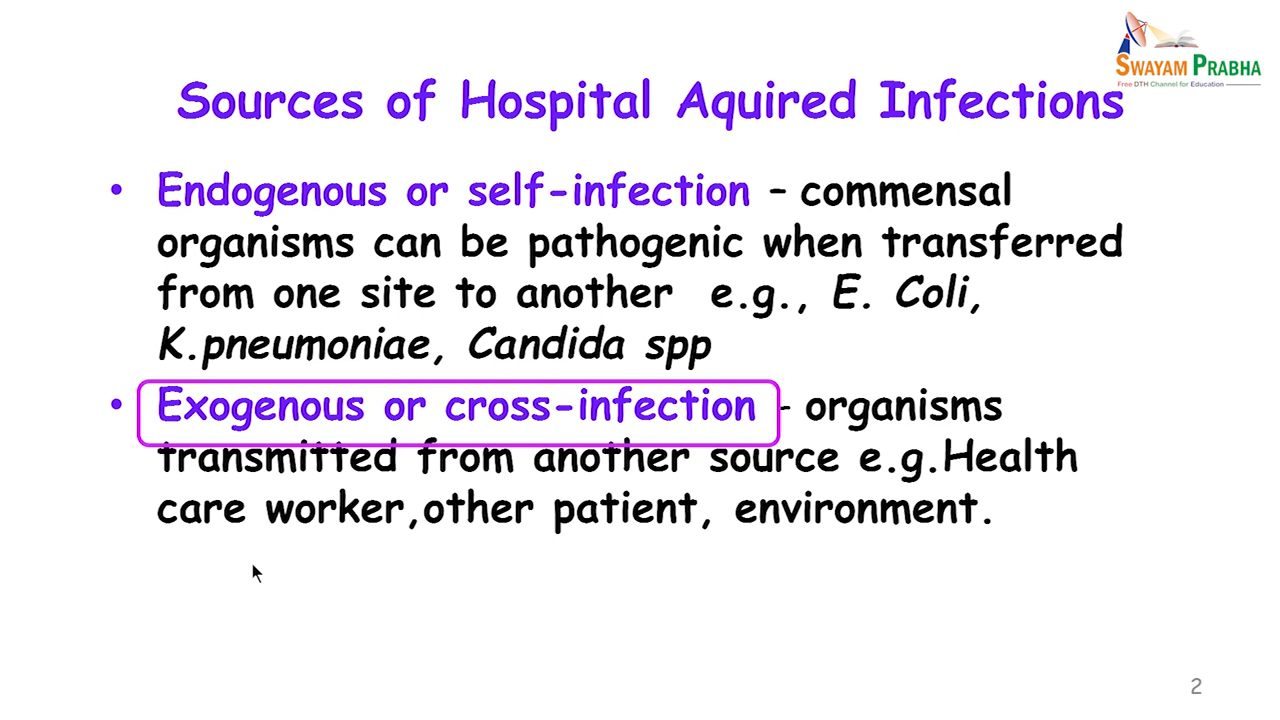 SWAYAM PRABHA
Free DTH Channel for Education
Sources of Hospital Aquired Infections
• Endogenous or self-infection – commensal
organisms can be pathogenic when transferred
from one site to another e.g., E. Coli,
K.pneumoniae, Candida spp
• Exogenous or cross-infection - organisms
transmitted from another source e.g.Health
care worker,other patient, environment.
2